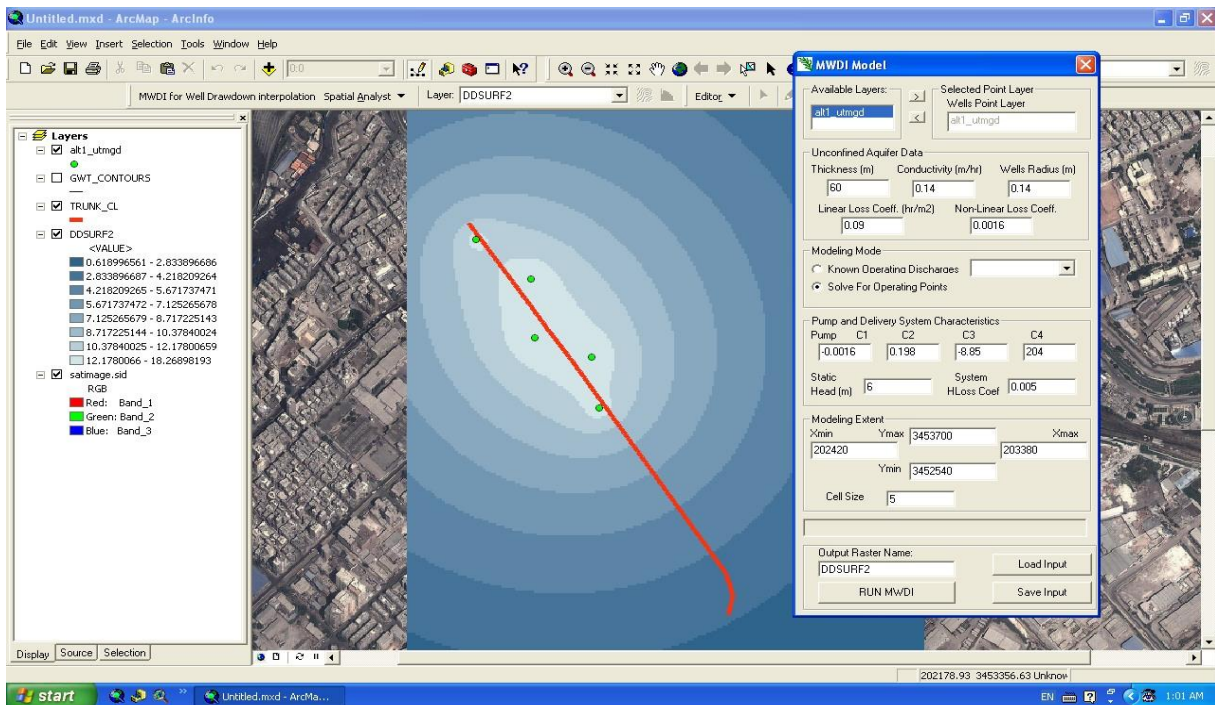 Untitled.mxd - ArcMap - ArcInfo
File Edit View Insert Selection Tools Window Help
0:0
MWDI for Well Drawdown interpolation Spatial Analyst Layer: DDSURF2 Editor
Layers
alt1_utmgd
GWT_CONTOURS
TRUNK_CL
DDSURF2
<VALUE>
0.618996561 - 2.833896686
2.833896687 - 4.218209264
4.218209265 - 5.671737471
5.671737472 - 7.125265678
7.125265679 - 8.717225143
8.717225144 - 10.37840024
10.37840025 - 12.17800659
12.1780066 - 18.26898193
satimage.sid
RGB
Red: Band_1
Green: Band_2
Blue: Band_3
Display Source Selection
MWDI Model
Available Layers:
alt1_utmgd
>
<
Selected Point Layer
Wells Point Layer
alt1_utmgd
Unconfined Aquifer Data
Thickness (m) Conductivity (m/hr) Wells Radius (m)
60 0.14 0.14
Linear Loss Coeff. (hr/m2) Non-Linear Loss Coeff.
0.09 0.0016
Modeling Mode
Known Operating Discharges
Solve For Operating Points
Pump and Delivery System Characteristics
Pump C1 C2 C3 C4
-0.0016 0.198 -8.85 204
Static Head (m) 6 System HLoss Coef 0.005
Modeling Extent
Xmin Ymax 3453700 Xmax
202420 203380
Ymin 3452540
Cell Size 5
Output Raster Name:
DDSURF2
Load Input
RUN MWDI Save Input
202178.93 3453356.63 Unknow
start Untitled.mxd - ArcMa... EN 1:01 AM